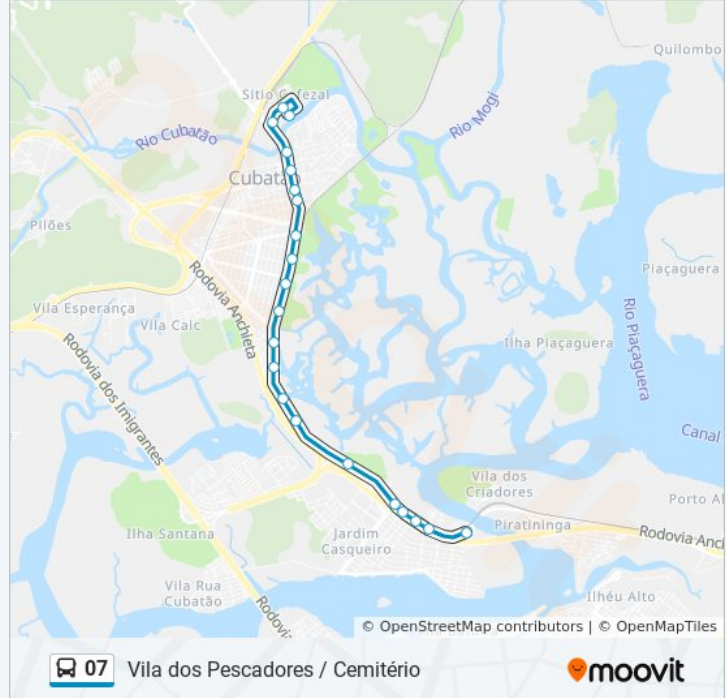 Quilombo
Sitio Cafezal
Rio Mogi
Rio Cubatão
Cubatão
Pilões
Rodovia Anchieta
Piaçaguera
Vila Esperança
Vila Caic
Rio Piaçaguera
Ilha Piaçaguera
Rodovia dos Imigrantes
Canal
Vila dos
Criadores
Porto Al
Piratininga
Rodovia Anci
Ilha Santana
Jardim
Casqueiro
Vila Rua
Cubatão
Rodovia
Ilhéu Alto
© OpenStreetMap contributors | © OpenMapTiles
07 Vila dos Pescadores / Cemitério
moovit